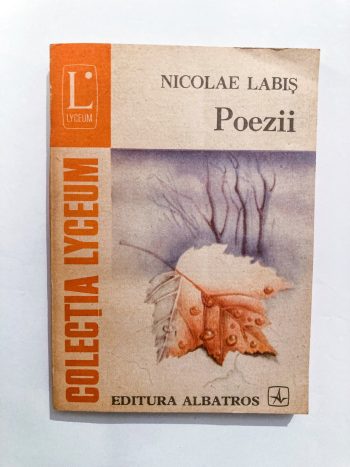 L
LYCEUM
NICOLAE LABIŞ
Poezii
COLECŢIA LYCEUM
EDITURA ALBATROS